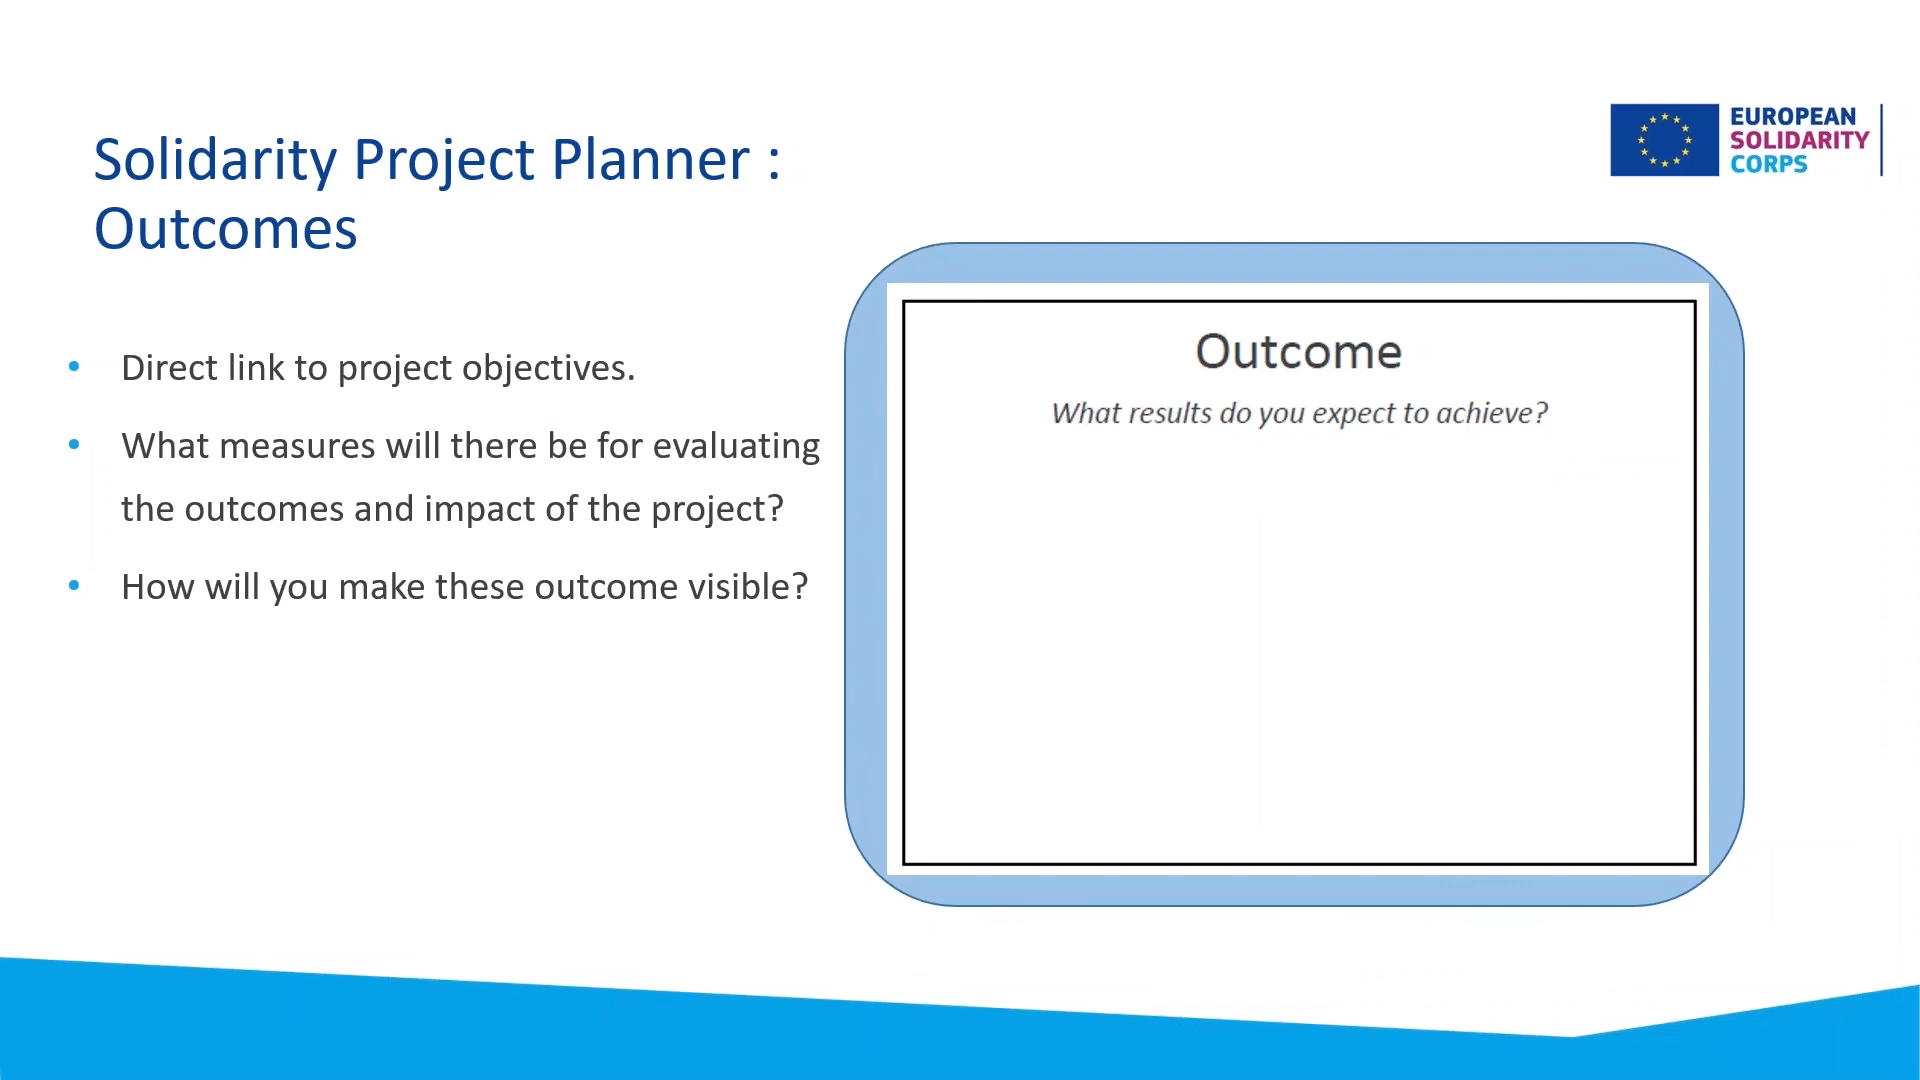 EUROPEAN
SOLIDARITY
CORPS
Solidarity Project Planner :
Outcomes
• Direct link to project objectives.
• What measures will there be for evaluating
the outcomes and impact of the project?
• How will you make these outcome visible?
Outcome
What results do you expect to achieve?